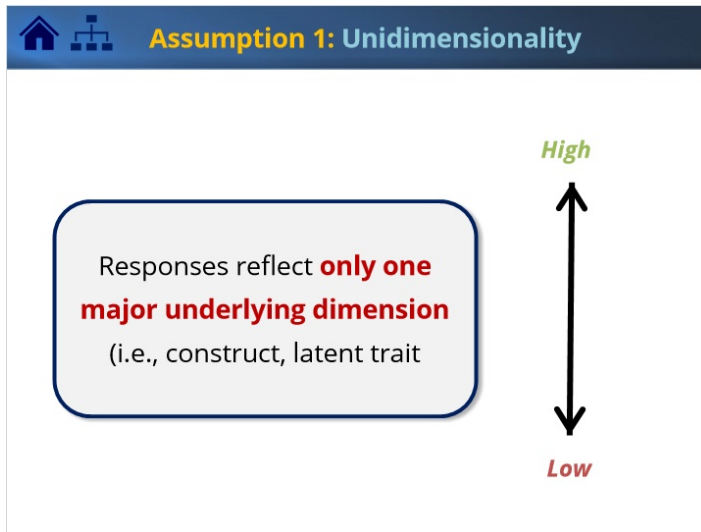 Assumption 1: Unidimensionality
High
Responses reflect only one
major underlying dimension
(i.e., construct, latent trait
Low